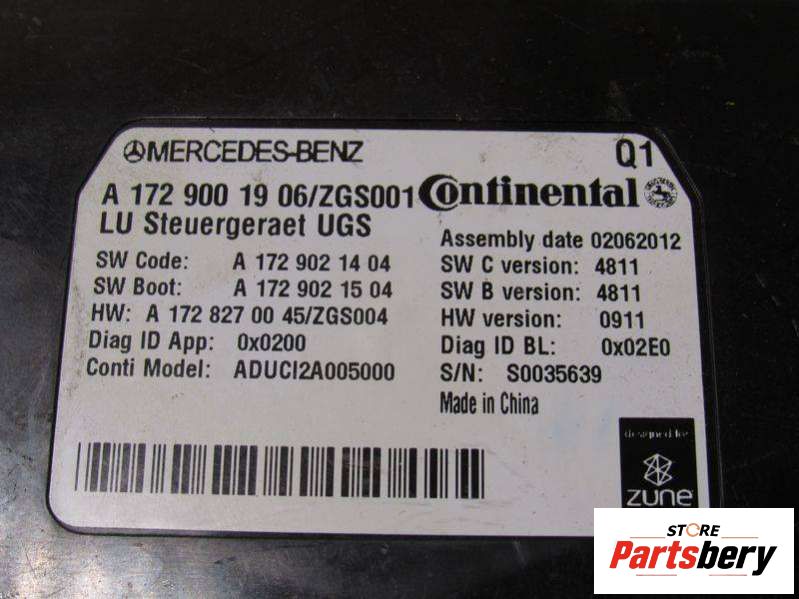 MERCEDES-BENZ
Q1
A 172 900 19 06/ZGS001
Continental
LU Steuergeraet UGS
Assembly date 02062012
SW Code: A 172 902 14 04
SW C version: 4811
SW Boot: A 172 902 15 04
SW B version: 4811
HW: A 172 827 00 45/ZGS004
HW version: 0911
Diag ID App: 0x0200
Diag ID BL: 0x02E0
Conti Model: ADUCI2A005000
S/N: S0035639
Made in China
designed for
zune
STORE
Partsbery